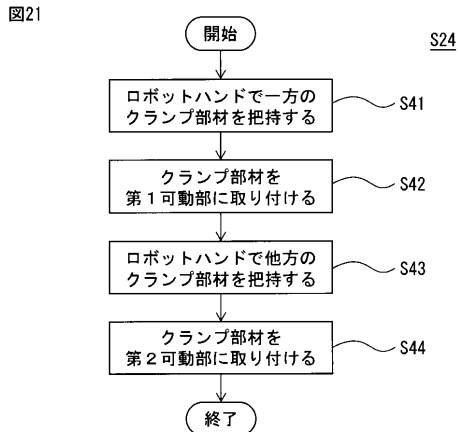 図21
開始
S24
ロボットハンドで一方の
クランプ部材を把持する
S41
クランプ部材を
第1可動部に取り付ける
S42
ロボットハンドで他方の
クランプ部材を把持する
S43
クランプ部材を
第2可動部に取り付ける
S44
終了